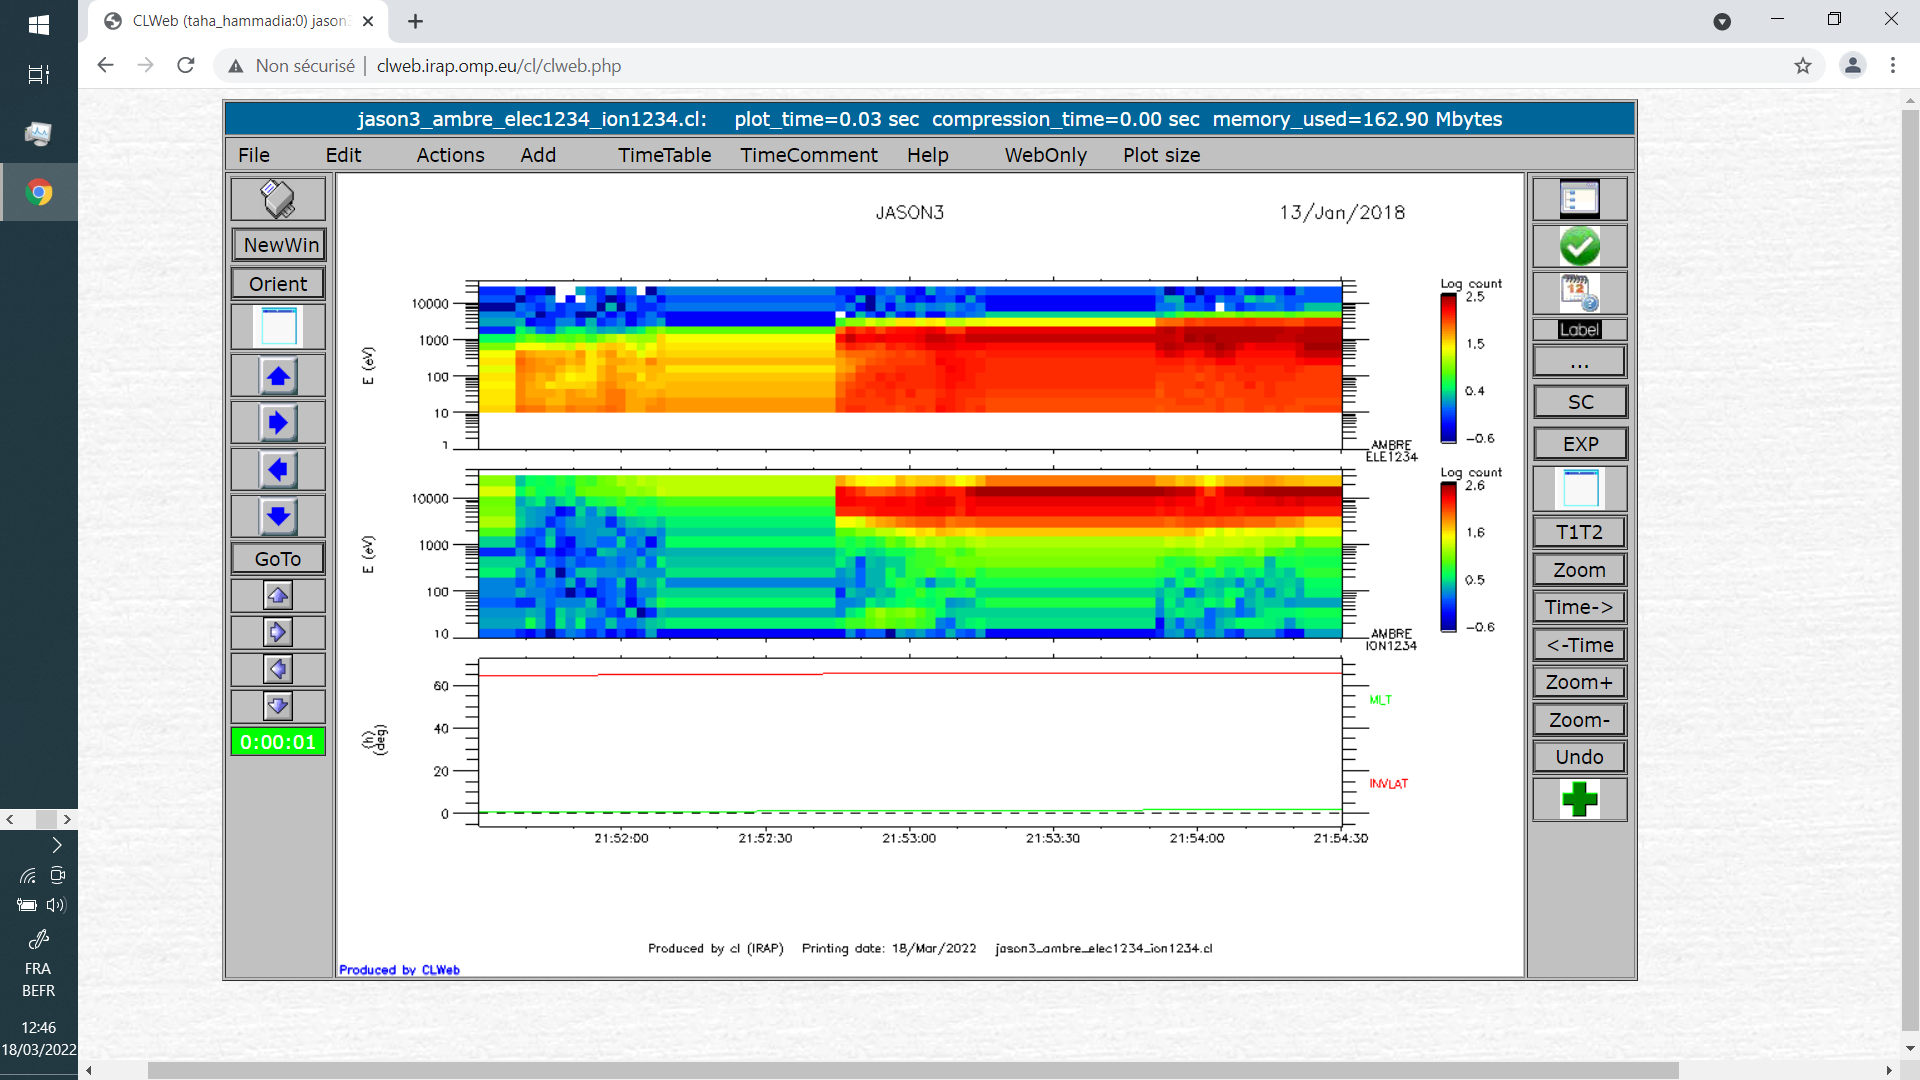 CLWeb (taha_hammadia:0) jason3
Non sécurisé | clweb.irap.omp.eu/cl/clweb.php
jason3_ambre_elec1234_ion1234.cl: plot_time=0.03 sec compression_time=0.00 sec memory_used=162.90 Mbytes
File Edit Actions Add TimeTable TimeComment Help WebOnly Plot size
NewWin
Orient
GoTo
0:00:01
JASON3
13/Jan/2018
Log count
2.5
1.5
0.4
-0.6
10000
1000
100
10
1
E (eV)
AMBRE
ELE1234
Log count
2.6
1.6
0.5
-0.6
10000
1000
100
10
E (eV)
AMBRE
ION1234
60
40
20
0
(h)
(deg)
MLT
INVLAT
21:52:00 21:52:30 21:53:00 21:53:30 21:54:00 21:54:30
Produced by cl (IRAP) Printing date: 18/Mar/2022 jason3_ambre_elec1234_ion1234.cl
Produced by CLWeb
12
Label
...
SC
EXP
T1T2
Zoom
Time->
<-Time
Zoom+
Zoom-
Undo
FRA
BEFR
12:46
18/03/2022